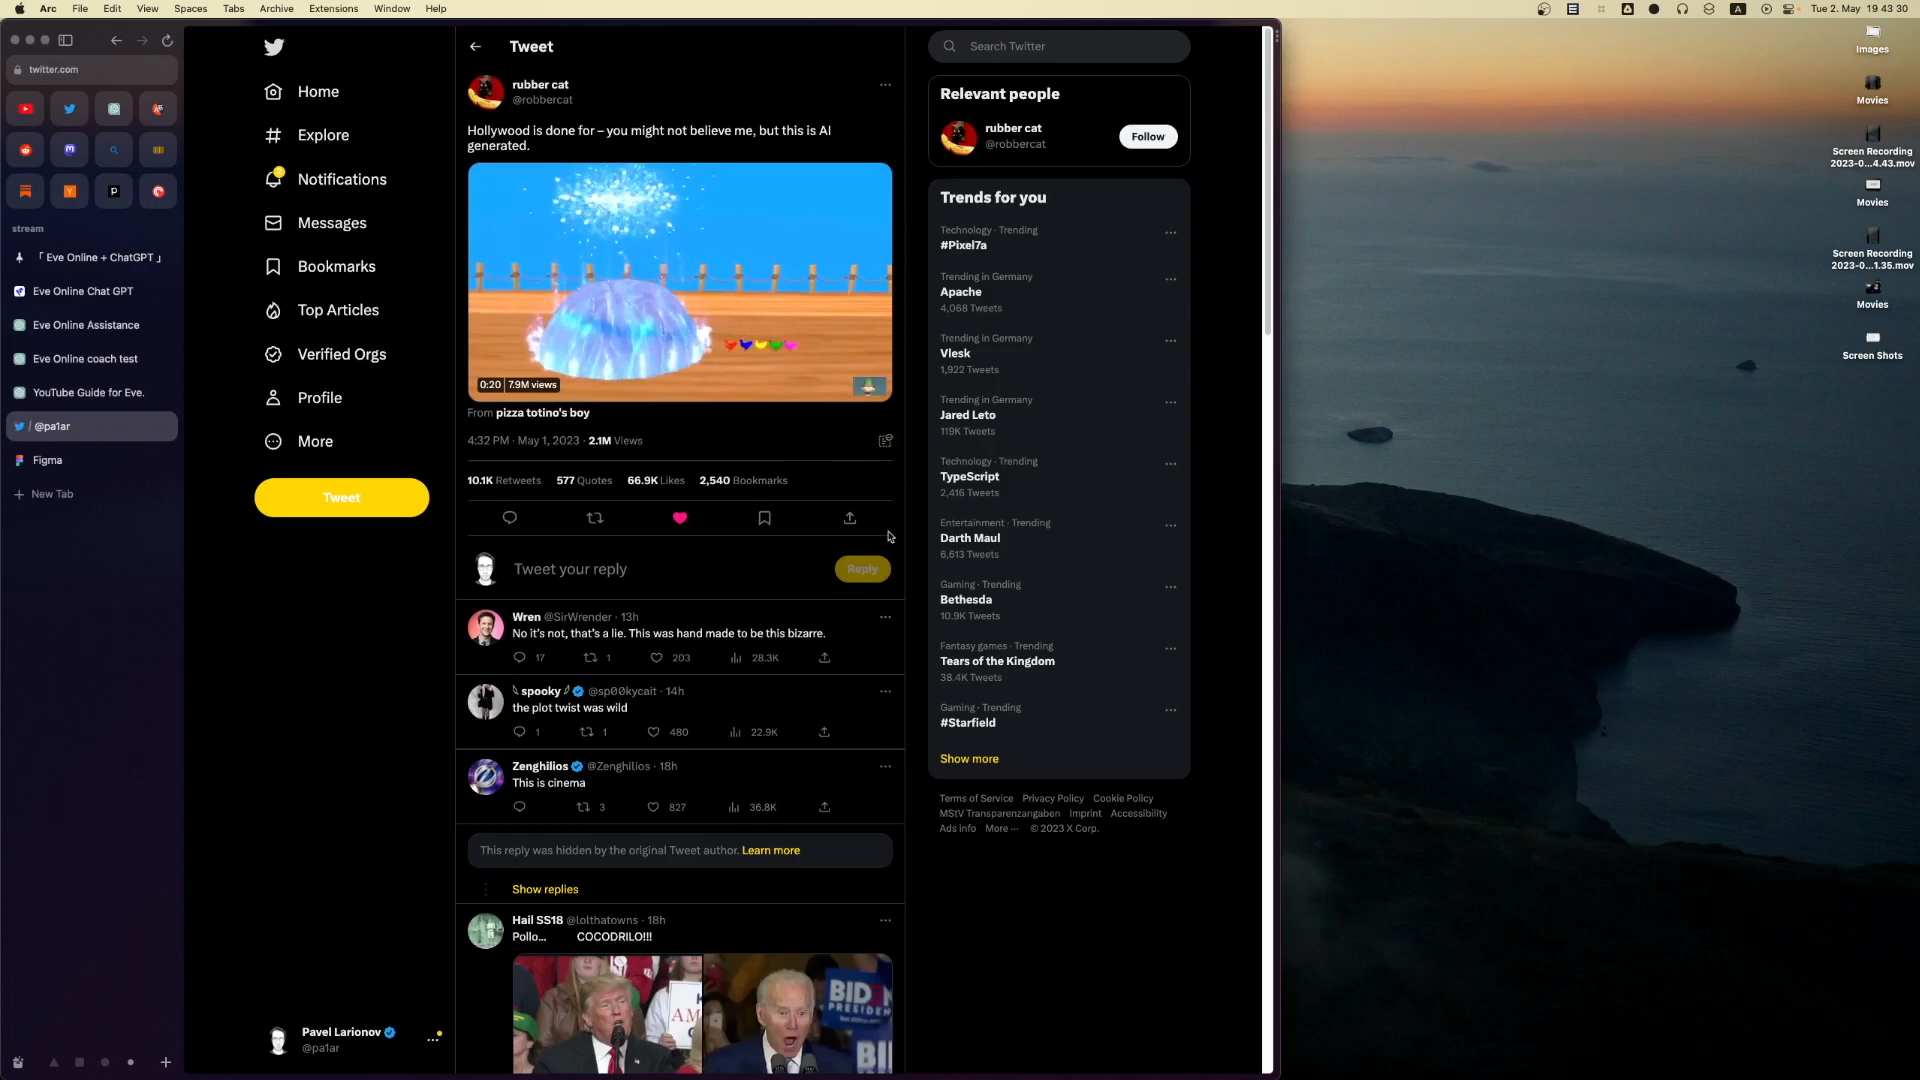 Arc File Edit View Spaces Tabs Archive Extensions Window Help
A Tue 2. May 19 43 30
twitter.com
stream
「 Eve Online + ChatGPT 」
Eve Online Chat GPT
Eve Online Assistance
Eve Online coach test
YouTube Guide for Eve.
/ @pa1ar
Figma
New Tab
Home
Explore
Notifications
Messages
Bookmarks
Top Articles
Verified Orgs
Profile
More
Tweet
Pavel Larionov
@pa1ar
Tweet
rubber cat
@robbercat
Hollywood is done for – you might not believe me, but this is AI
generated.
0:20 7.9M views
From pizza totino's boy
4:32 PM · May 1, 2023 · 2.1M Views
10.1K Retweets 577 Quotes 66.9K Likes 2,540 Bookmarks
Tweet your reply
Reply
Wren @SirWrender · 13h
No it's not, that's a lie. This was hand made to be this bizarre.
17 1 203 28.3K
spooky @sp00kycait · 14h
the plot twist was wild
1 1 480 22.9K
Zenghilios @Zenghilios · 18h
This is cinema
3 827 36.8K
This reply was hidden by the original Tweet author. Learn more
Show replies
Hail SS18 @lolthatowns · 18h
Pollo... COCODRILO!!!
AM
BIDEN
PRESIDEN
BI
Search Twitter
Relevant people
rubber cat
@robbercat
Follow
Trends for you
Technology · Trending
#Pixel7a
Trending in Germany
Apache
4,068 Tweets
Trending in Germany
Vlesk
1,922 Tweets
Trending in Germany
Jared Leto
119K Tweets
Technology · Trending
TypeScript
2,416 Tweets
Entertainment · Trending
Darth Maul
6,613 Tweets
Gaming · Trending
Bethesda
10.9K Tweets
Fantasy games · Trending
Tears of the Kingdom
38.4K Tweets
Gaming · Trending
#Starfield
Show more
Terms of Service Privacy Policy Cookie Policy
MStV Transparenzangaben Imprint Accessibility
Ads info More ··· © 2023 X Corp.
Images
Movies
Screen Recording
2023-0...4.43.mov
Movies
Screen Recording
2023-0...1.35.mov
Movies
Screen Shots